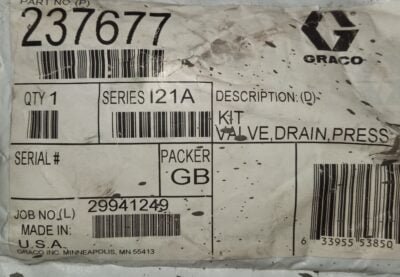 PART NO. (P)
237677
GRACO
QTY 1
SERIES I21A
DESCRIPTION: (D)
KIT
VALVE,DRAIN,PRESS
SERIAL #
PACKER
GB
JOB NO.(L) 29941249
MADE IN:
U.S.A.
GRACO INC. MINNEAPOLIS, MN 55413
6 33955 53850